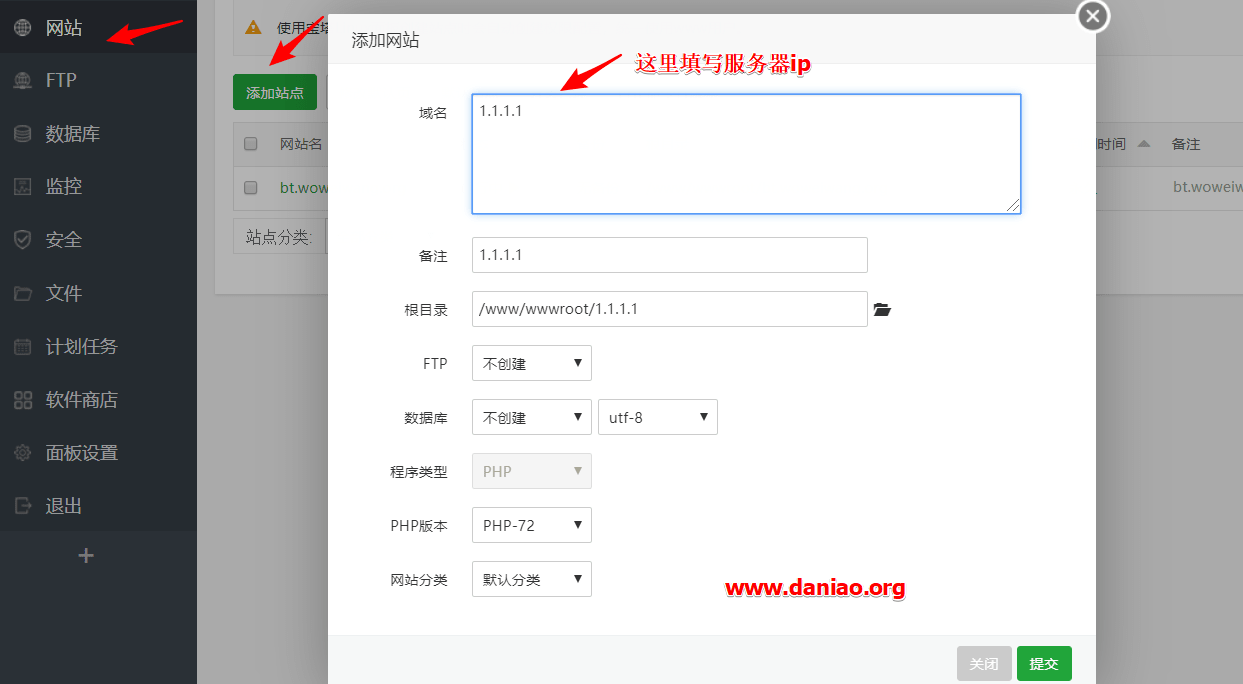 网站
FTP
数据库
监控
安全
文件
计划任务
软件商店
面板设置
退出
使用宝塔
添加站点
网站名
bt.wow
站点分类:
时间
备注
bt.woweiw
添加网站
这里填写服务器ip
域名
1.1.1.1
备注
1.1.1.1
根目录
/www/wwwroot/1.1.1.1
FTP
不创建
数据库
不创建
utf-8
程序类型
PHP
PHP版本
PHP-72
网站分类
默认分类
www.daniao.org
关闭
提交